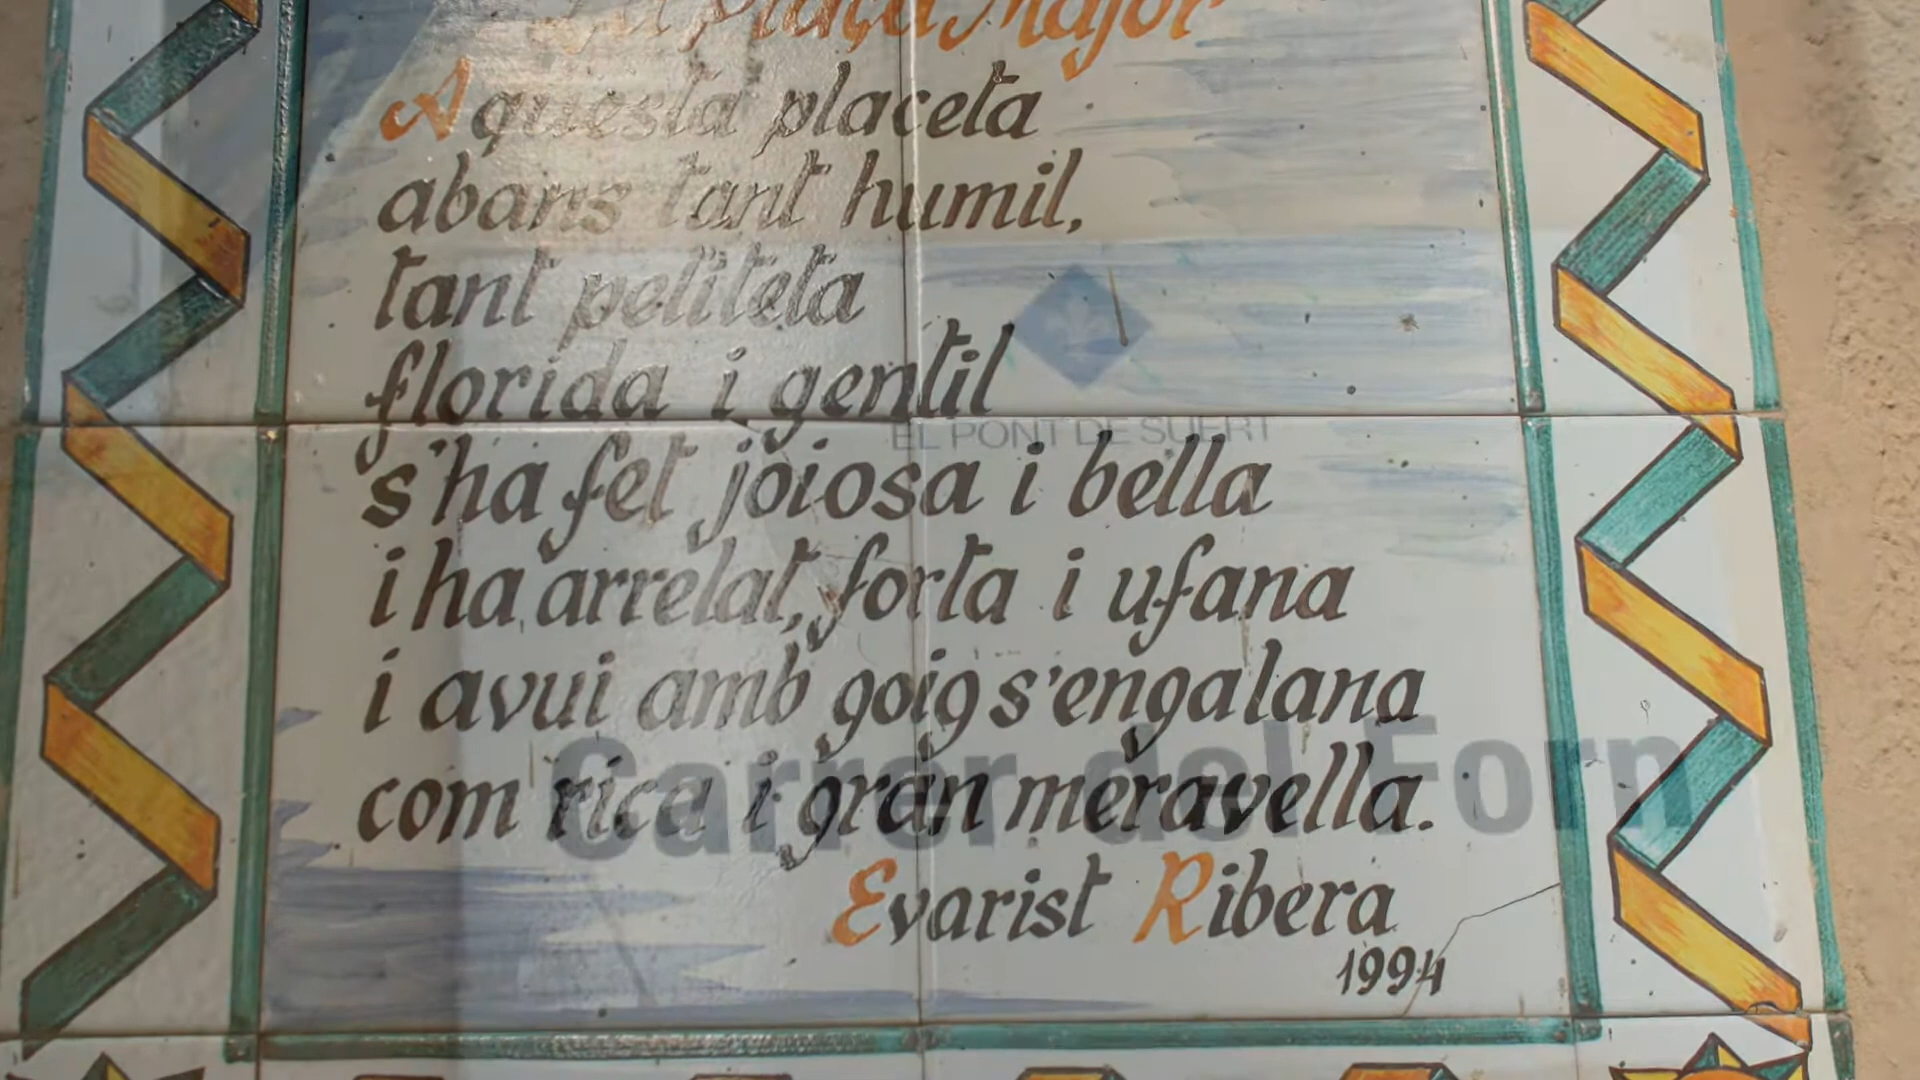 La Plaça Major
Aquesta placeta
abans tant humil,
tant petiteta
florida i gentil
EL PONT DE SUERT
s'ha fet joiosa i bella
i ha arrelat, forta i ufana
i avui amb goig s'engalana
Carrer del Forn
com rica i gran meravella.
Evarist Ribera
1994